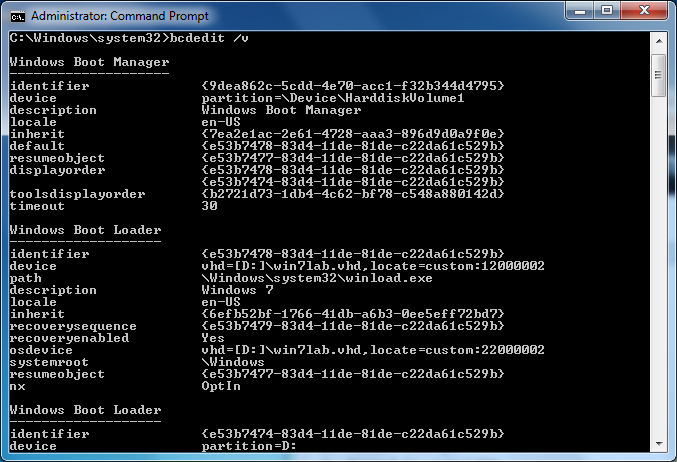 Administrator: Command Prompt
C:\Windows\system32>bcdedit /v
Windows Boot Manager
--------------------
identifier              {9dea862c-5cdd-4e70-acc1-f32b344d4795}
device                  partition=\Device\HarddiskVolume1
description             Windows Boot Manager
locale                  en-US
inherit                 {7ea2e1ac-2e61-4728-aaa3-896d9d0a9f0e}
default                 {e53b7478-83d4-11de-81de-c22da61c529b}
resumeobject            {e53b7477-83d4-11de-81de-c22da61c529b}
displayorder            {e53b7478-83d4-11de-81de-c22da61c529b}
                        {e53b7474-83d4-11de-81de-c22da61c529b}
toolsdisplayorder       {b2721d73-1db4-4c62-bf78-c548a880142d}
timeout                 30
Windows Boot Loader
-------------------
identifier              {e53b7478-83d4-11de-81de-c22da61c529b}
device                  vhd=[D:]\win7lab.vhd,locate=custom:12000002
path                    \Windows\system32\winload.exe
description             Windows 7
locale                  en-US
inherit                 {6efb52bf-1766-41db-a6b3-0ee5eff72bd7}
recoverysequence        {e53b7479-83d4-11de-81de-c22da61c529b}
recoveryenabled         Yes
osdevice                vhd=[D:]\win7lab.vhd,locate=custom:22000002
systemroot              \Windows
resumeobject            {e53b7477-83d4-11de-81de-c22da61c529b}
nx                      OptIn
Windows Boot Loader
-------------------
identifier              {e53b7474-83d4-11de-81de-c22da61c529b}
device                  partition=D: